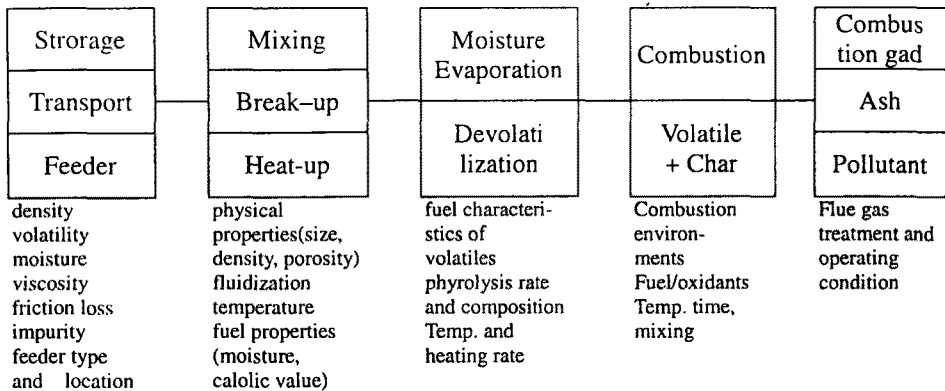 Strorage
Transport
Feeder
density
volatility
moisture
viscosity
friction loss
impurity
feeder type
and location
Mixing
Break-up
Heat-up
physical
properties(size,
density, porosity)
fluidization
temperature
fuel properties
(moisture,
calolic value)
Moisture
Evaporation
Devolati
lization
fuel characteri-
stics of
volatiles
phyrolysis rate
and composition
Temp. and
heating rate
Combustion
Volatile
+ Char
Combustion
environ-
ments
Fuel/oxidants
Temp. time,
mixing
Combus
tion gad
Ash
Pollutant
Flue gas
treatment and
operating
condition